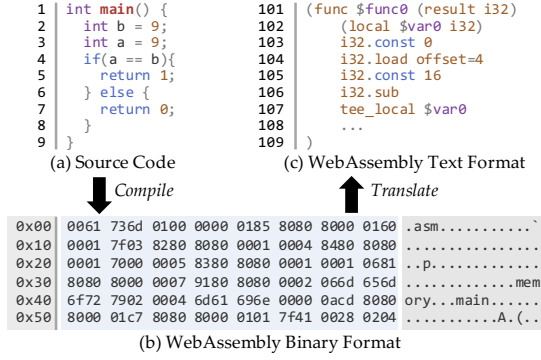 1 int main() {
2 int b = 9;
3 int a = 9;
4 if(a == b){
5 return 1;
6 } else {
7 return 0;
8 }
9 }
(a) Source Code
101 (func $func0 (result i32)
102 (local $var0 i32)
103 i32.const 0
104 i32.load offset=4
105 i32.const 16
106 i32.sub
107 tee_local $var0
108 ...
109 )
(c) WebAssembly Text Format
Compile
Translate
0x00 0061 736d 0100 0000 0185 8080 8000 0160 .asm...........`
0x10 0001 7f03 8280 8080 0001 0004 8480 8080 ................
0x20 0001 7000 0005 8380 8080 0001 0001 0681 ..p.............
0x30 8080 8000 0007 9180 8080 0002 066d 656d .............mem
0x40 6f72 7902 0004 6d61 696e 0000 0acd 8080 ory...main......
0x50 8000 01c7 8080 8000 0101 7f41 0028 0204 ...........A.(..
(b) WebAssembly Binary Format